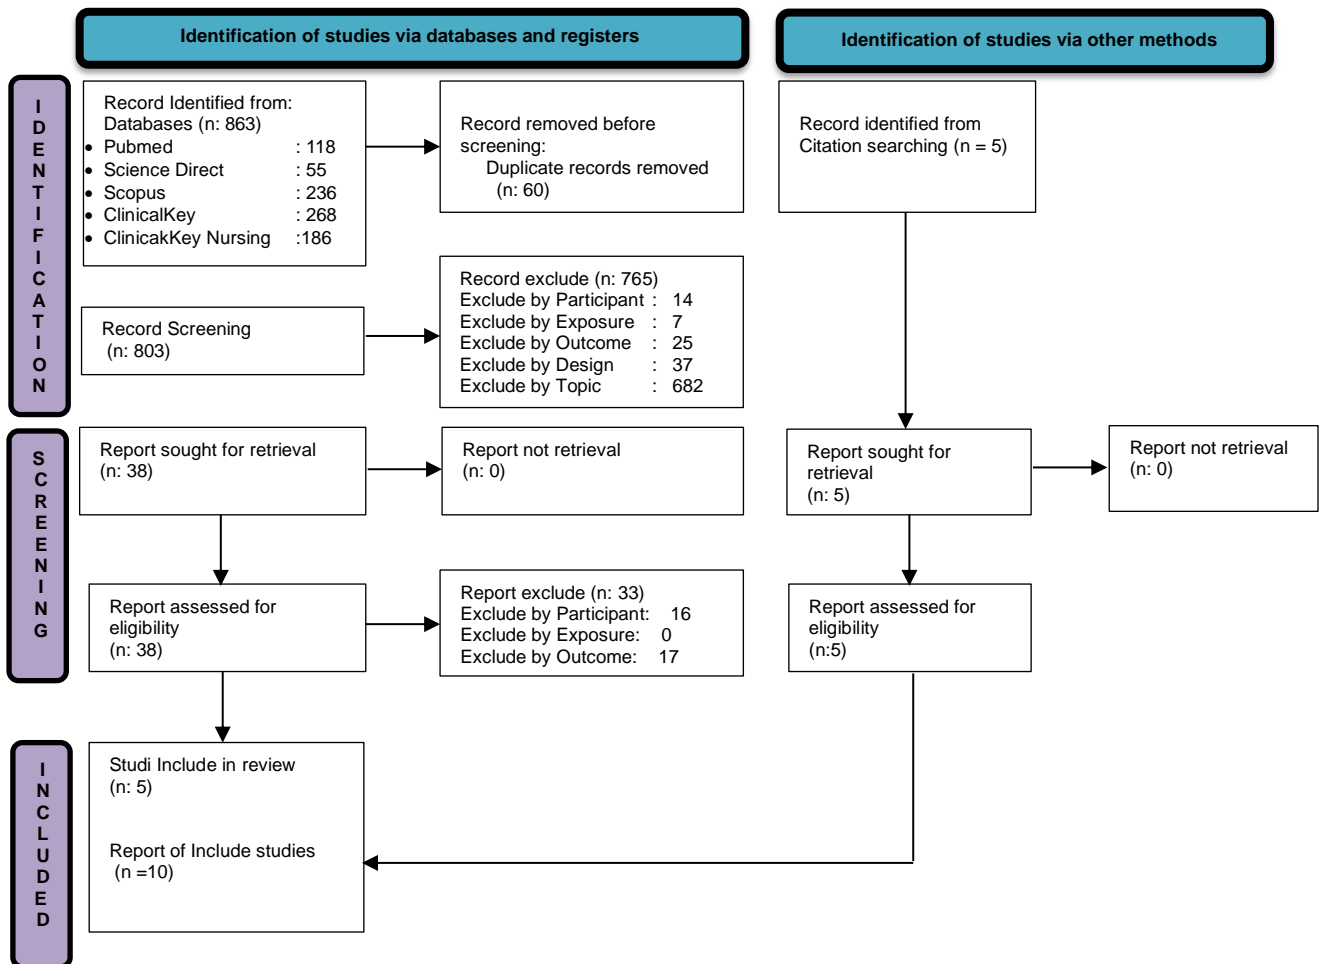 Identification of studies via databases and registers
Identification of studies via other methods
IDENTIFICATION
Record Identified from:
Databases (n: 863)
• Pubmed : 118
• Science Direct : 55
• Scopus : 236
• ClinicalKey : 268
• ClinicakKey Nursing :186
Record removed before
screening:
Duplicate records removed
(n: 60)
Record identified from
Citation searching (n = 5)
Record Screening
(n: 803)
Record exclude (n: 765)
Exclude by Participant : 14
Exclude by Exposure : 7
Exclude by Outcome : 25
Exclude by Design : 37
Exclude by Topic : 682
SCREENING
Report sought for retrieval
(n: 38)
Report not retrieval
(n: 0)
Report sought for
retrieval
(n: 5)
Report not retrieval
(n: 0)
Report assessed for
eligibility
(n: 38)
Report exclude (n: 33)
Exclude by Participant: 16
Exclude by Exposure: 0
Exclude by Outcome: 17
Report assessed for
eligibility
(n:5)
INCLUDED
Studi Include in review
(n: 5)
Report of Include studies
(n =10)